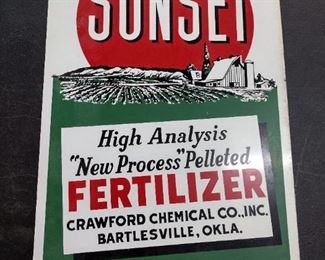 SUNSET
High Analysis
"New Process" Pelleted
FERTILIZER
CRAWFORD CHEMICAL CO., INC.
BARTLESVILLE, OKLA.